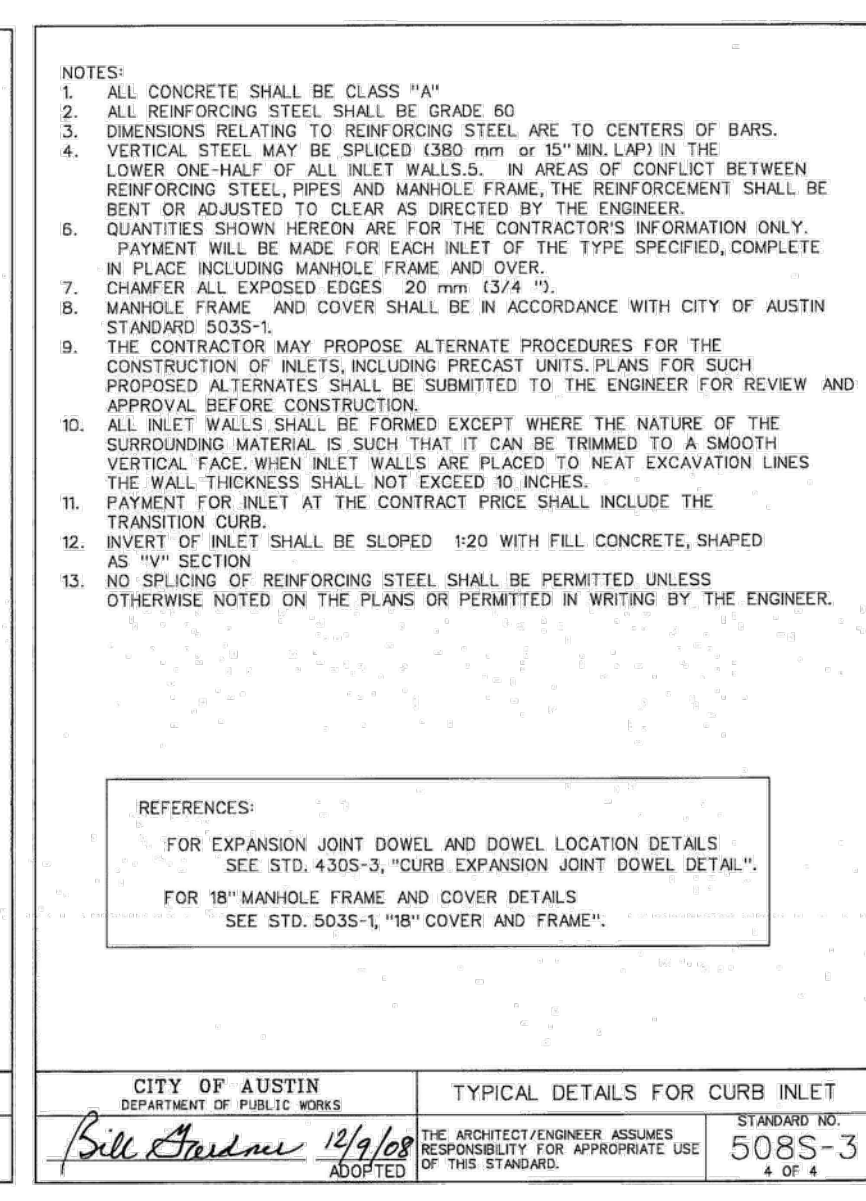 NOTES:
1. ALL CONCRETE SHALL BE CLASS "A"
2. ALL REINFORCING STEEL SHALL BE GRADE 60
3. DIMENSIONS RELATING TO REINFORCING STEEL ARE TO CENTERS OF BARS.
4. VERTICAL STEEL MAY BE SPLICED (380 mm or 15" MIN. LAP) IN THE
LOWER ONE-HALF OF ALL INLET WALLS.5. IN AREAS OF CONFLICT BETWEEN
REINFORCING STEEL, PIPES AND MANHOLE FRAME, THE REINFORCEMENT SHALL BE
BENT OR ADJUSTED TO CLEAR AS DIRECTED BY THE ENGINEER.
6. QUANTITIES SHOWN HEREON ARE FOR THE CONTRACTOR'S INFORMATION ONLY.
PAYMENT WILL BE MADE FOR EACH INLET OF THE TYPE SPECIFIED, COMPLETE
IN PLACE INCLUDING MANHOLE FRAME AND OVER.
7. CHAMFER ALL EXPOSED EDGES 20 mm (3/4 ").
8. MANHOLE FRAME AND COVER SHALL BE IN ACCORDANCE WITH CITY OF AUSTIN
STANDARD 503S-1.
9. THE CONTRACTOR MAY PROPOSE ALTERNATE PROCEDURES FOR THE
CONSTRUCTION OF INLETS, INCLUDING PRECAST UNITS. PLANS FOR SUCH
PROPOSED ALTERNATES SHALL BE SUBMITTED TO THE ENGINEER FOR REVIEW AND
APPROVAL BEFORE CONSTRUCTION.
10. ALL INLET WALLS SHALL BE FORMED EXCEPT WHERE THE NATURE OF THE
SURROUNDING MATERIAL IS SUCH THAT IT CAN BE TRIMMED TO A SMOOTH
VERTICAL FACE. WHEN INLET WALLS ARE PLACED TO NEAT EXCAVATION LINES
THE WALL THICKNESS SHALL NOT EXCEED 10 INCHES.
11. PAYMENT FOR INLET AT THE CONTRACT PRICE SHALL INCLUDE THE
TRANSITION CURB.
12. INVERT OF INLET SHALL BE SLOPED 1:20 WITH FILL CONCRETE, SHAPED
AS "V" SECTION
13. NO SPLICING OF REINFORCING STEEL SHALL BE PERMITTED UNLESS
OTHERWISE NOTED ON THE PLANS OR PERMITTED IN WRITING BY THE ENGINEER.
REFERENCES:
FOR EXPANSION JOINT DOWEL AND DOWEL LOCATION DETAILS
SEE STD. 430S-3, "CURB EXPANSION JOINT DOWEL DETAIL".
FOR 18" MANHOLE FRAME AND COVER DETAILS
SEE STD. 503S-1, "18" COVER AND FRAME".
CITY OF AUSTIN
DEPARTMENT OF PUBLIC WORKS
TYPICAL DETAILS FOR CURB INLET
Bill Gardner 12/9/08
ADOPTED
THE ARCHITECT/ENGINEER ASSUMES
RESPONSIBILITY FOR APPROPRIATE USE
OF THIS STANDARD.
STANDARD NO.
508S-3
4 OF 4